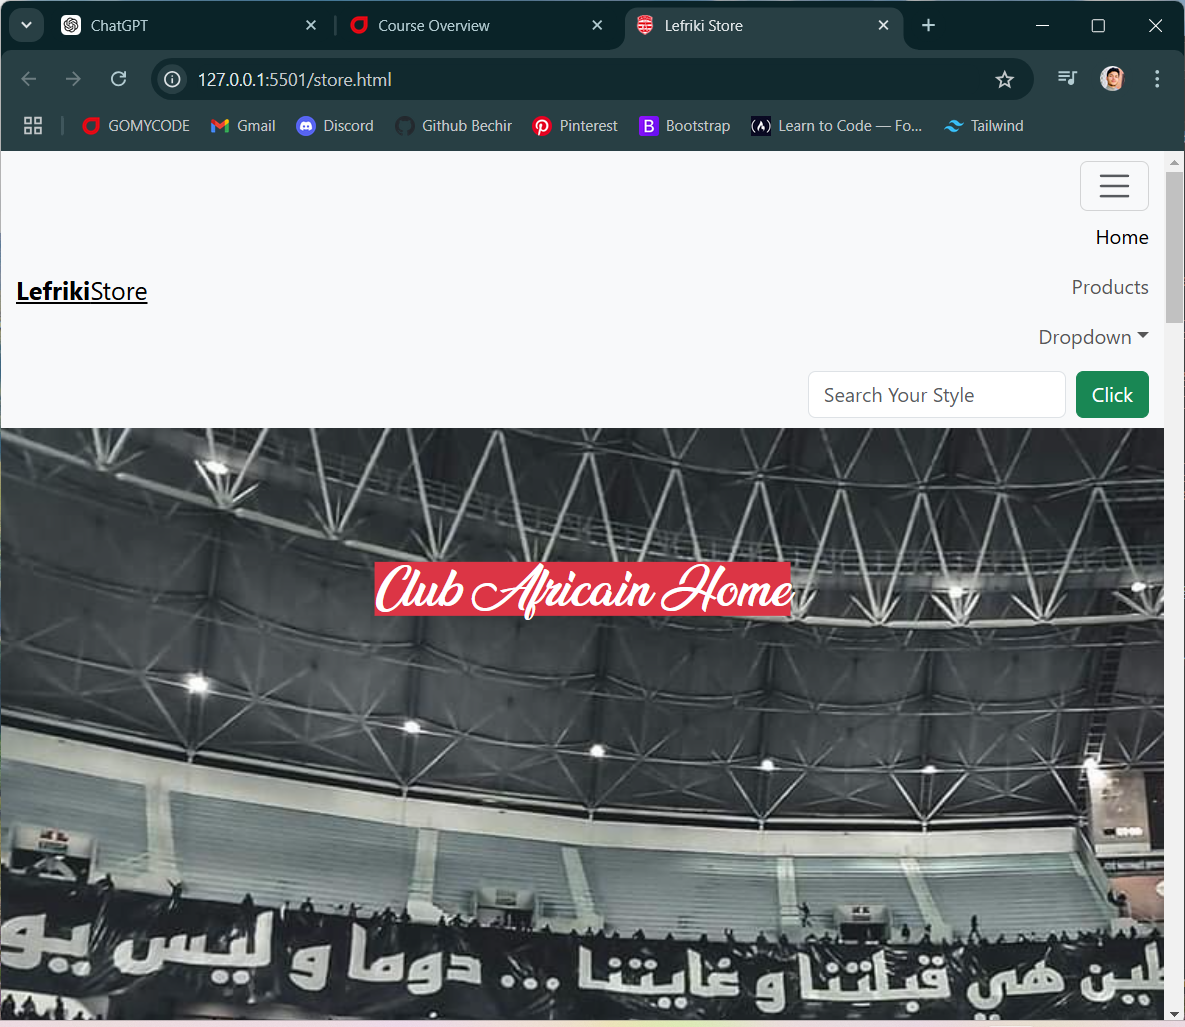 ChatGPT
Course Overview
Lefriki Store
127.0.0.1:5501/store.html
GOMYCODE
Gmail
Discord
Github Bechir
Pinterest
B Bootstrap
Learn to Code — Fo...
Tailwind
Home
LefrikiStore
Products
Dropdown
Search Your Style
Click
Club Africain Home
طين هي قبلتنا و غايتنا ... دوما و ليس يو